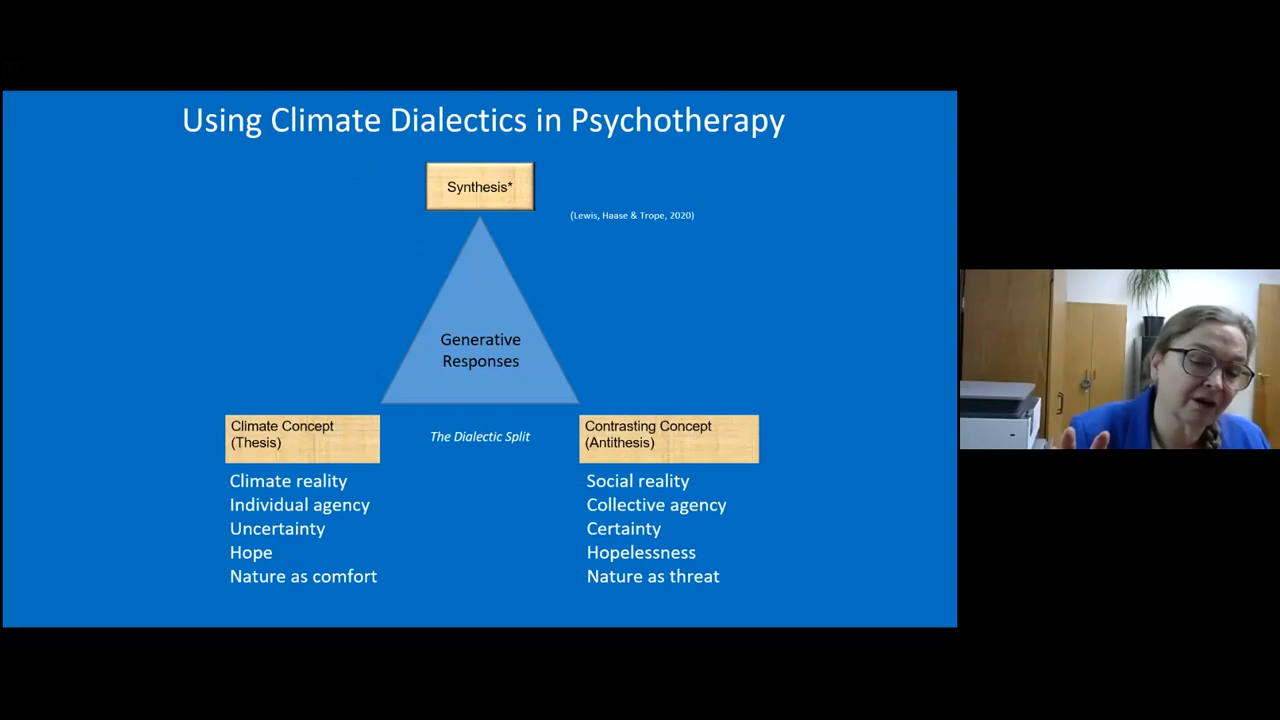 Using Climate Dialectics in Psychotherapy
Synthesis*
(Lewis, Haase & Trope, 2020)
Generative
Responses
Climate Concept
(Thesis)
The Dialectic Split
Contrasting Concept
(Antithesis)
Climate reality
Individual agency
Uncertainty
Hope
Nature as comfort
Social reality
Collective agency
Certainty
Hopelessness
Nature as threat